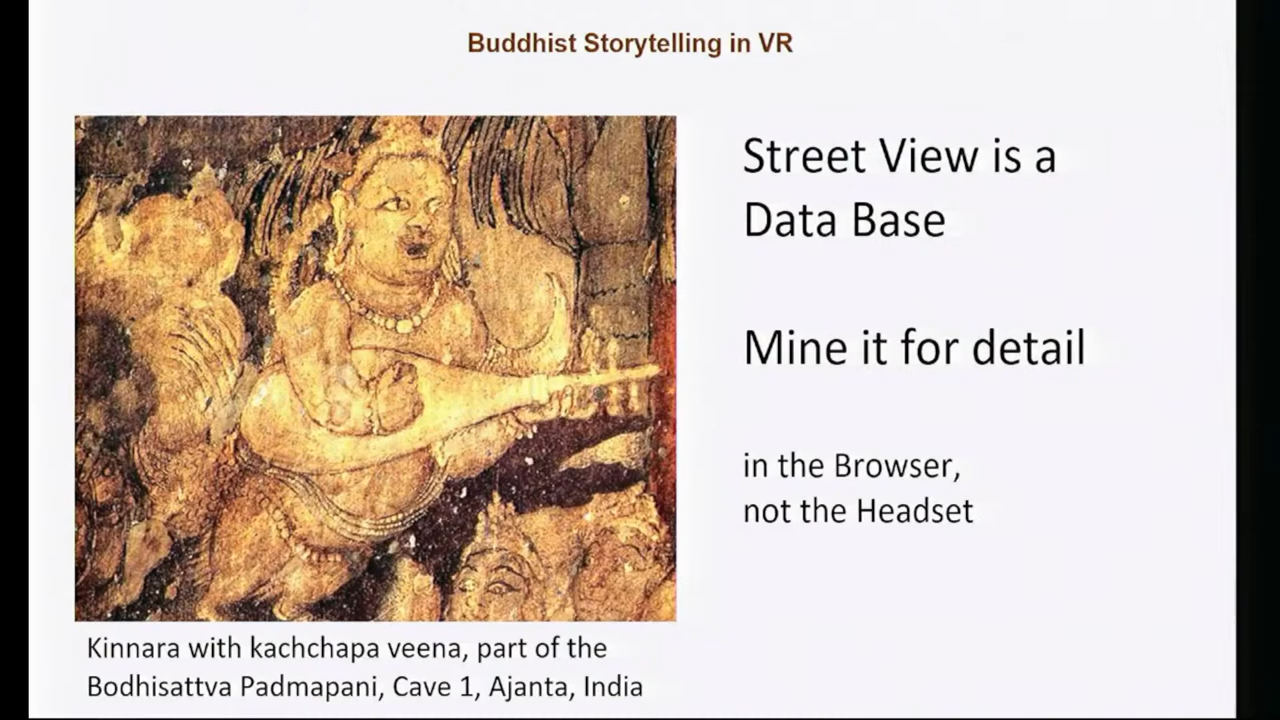 Buddhist Storytelling in VR
Street View is a
Data Base
Mine it for detail
in the Browser,
not the Headset
Kinnara with kachchapa veena, part of the
Bodhisattva Padmapani, Cave 1, Ajanta, India